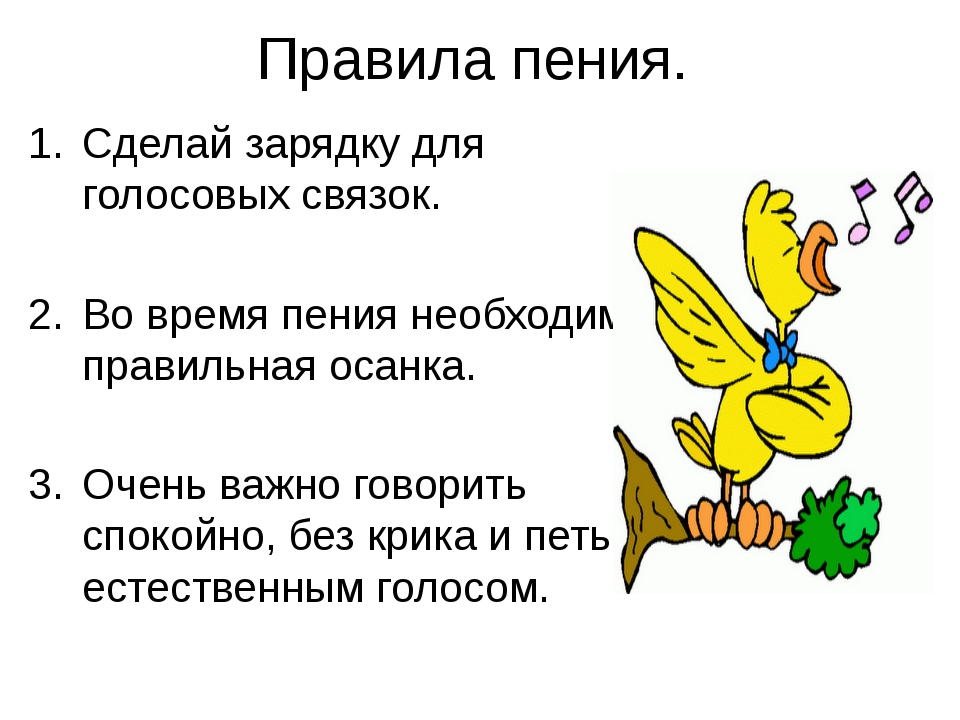 Правила пения.
1. Сделай зарядку для
голосовых связок.
2. Во время пения необходим
правильная осанка.
3. Очень важно говорить
спокойно, без крика и петь
естественным голосом.